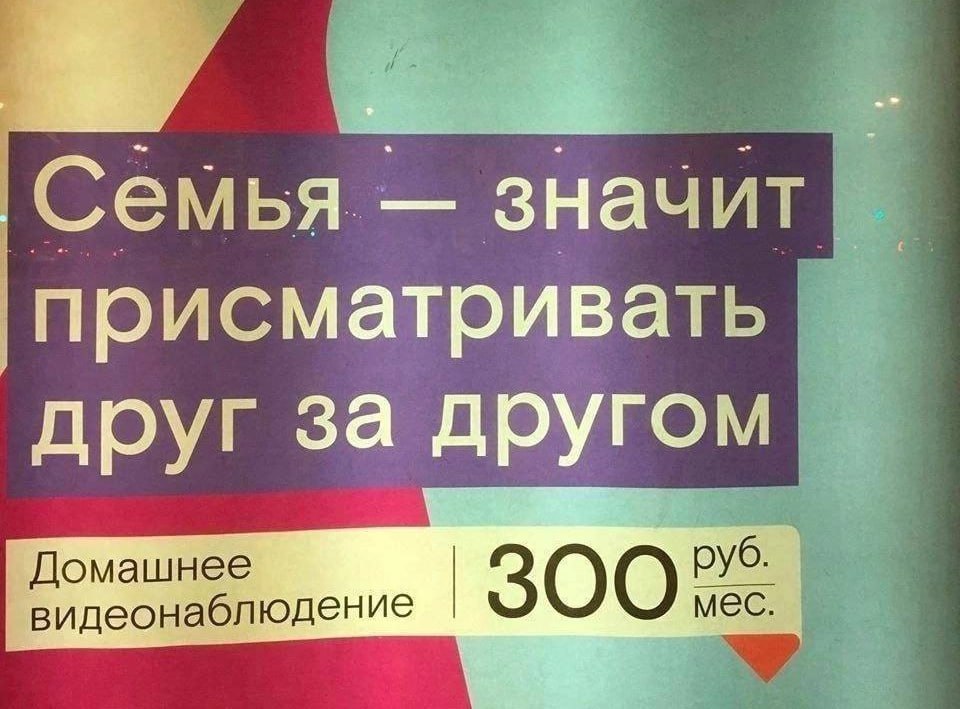 Семья — значит
присматривать
друг за другом
Домашнее
видеонаблюдение
300 руб.
мес.